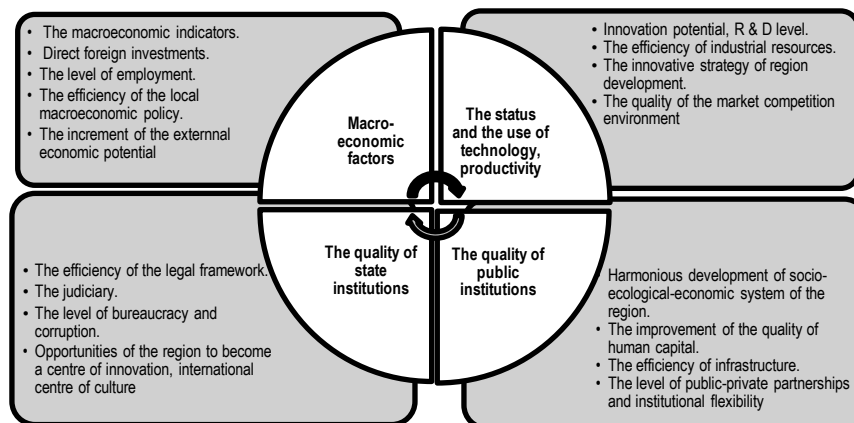 • The macroeconomic indicators.
• Direct foreign investments.
• The level of employment.
• The efficiency of the local
macroeconomic policy.
• The increment of the externnal
economic potential
Macro-
economic
factors
The status
and the use of
technology,
productivity
• Innovation potential, R & D level.
• The efficiency of industrial resources.
• The innovative strategy of region
development.
• The quality of the market competition
environment
• The efficiency of the legal framework.
• The judiciary.
• The level of bureaucracy and
corruption.
• Opportunities of the region to become
a centre of innovation, international
centre of culture
The quality of
state
institutions
The quality of
public
institutions
• Harmonious development of socio-
ecological-economic system of the
region.
• The improvement of the quality of
human capital.
• The efficiency of infrastructure.
• The level of public-private partnerships
and institutional flexibility